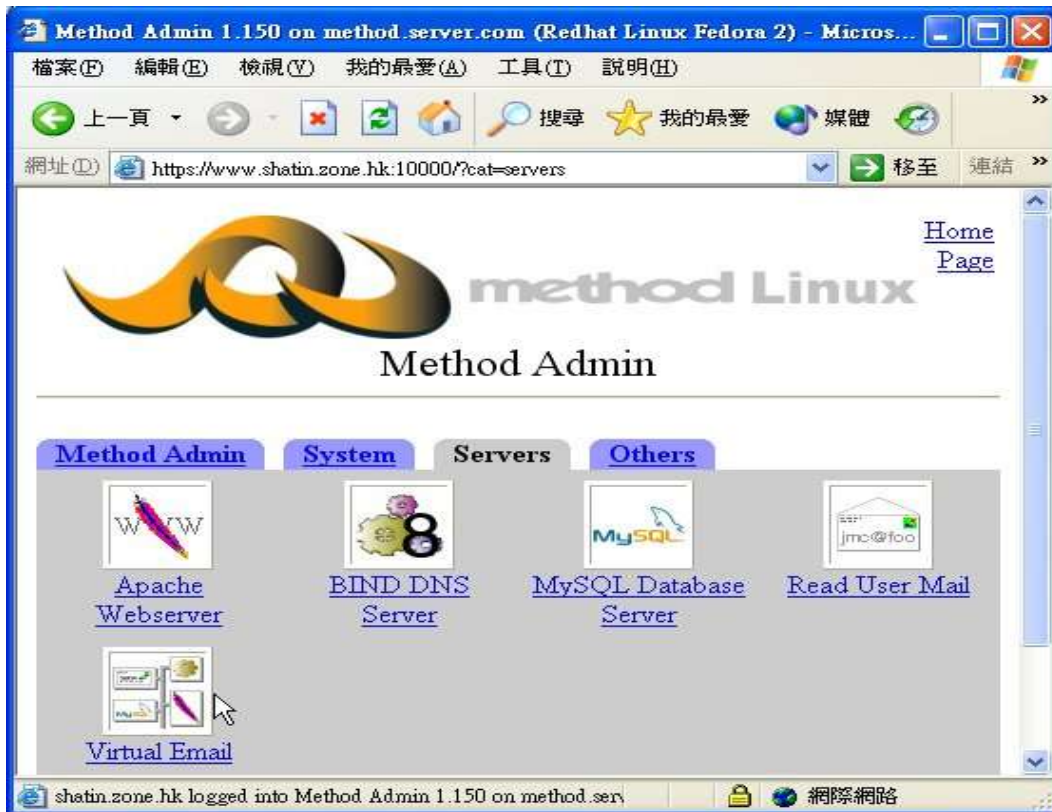 Method Admin 1.150 on method.server.com (Redhat Linux Fedora 2) - Micros...
檔案(F) 編輯(E) 檢視(V) 我的最愛(A) 工具(T) 說明(H)
上一頁 搜尋 我的最愛 媒體
網址(D) https://www.shatin.zone.hk:10000/?cat=servers 移至 連結
Home
Page
method Linux
Method Admin
Method Admin System Servers Others
WWW
8
MySQL
jmc@foo
Apache
Webserver
BIND DNS
Server
MySQL Database
Server
Read User Mail
Virtual Email
shatin.zone.hk logged into Method Admin 1.150 on method.ser 網際網路